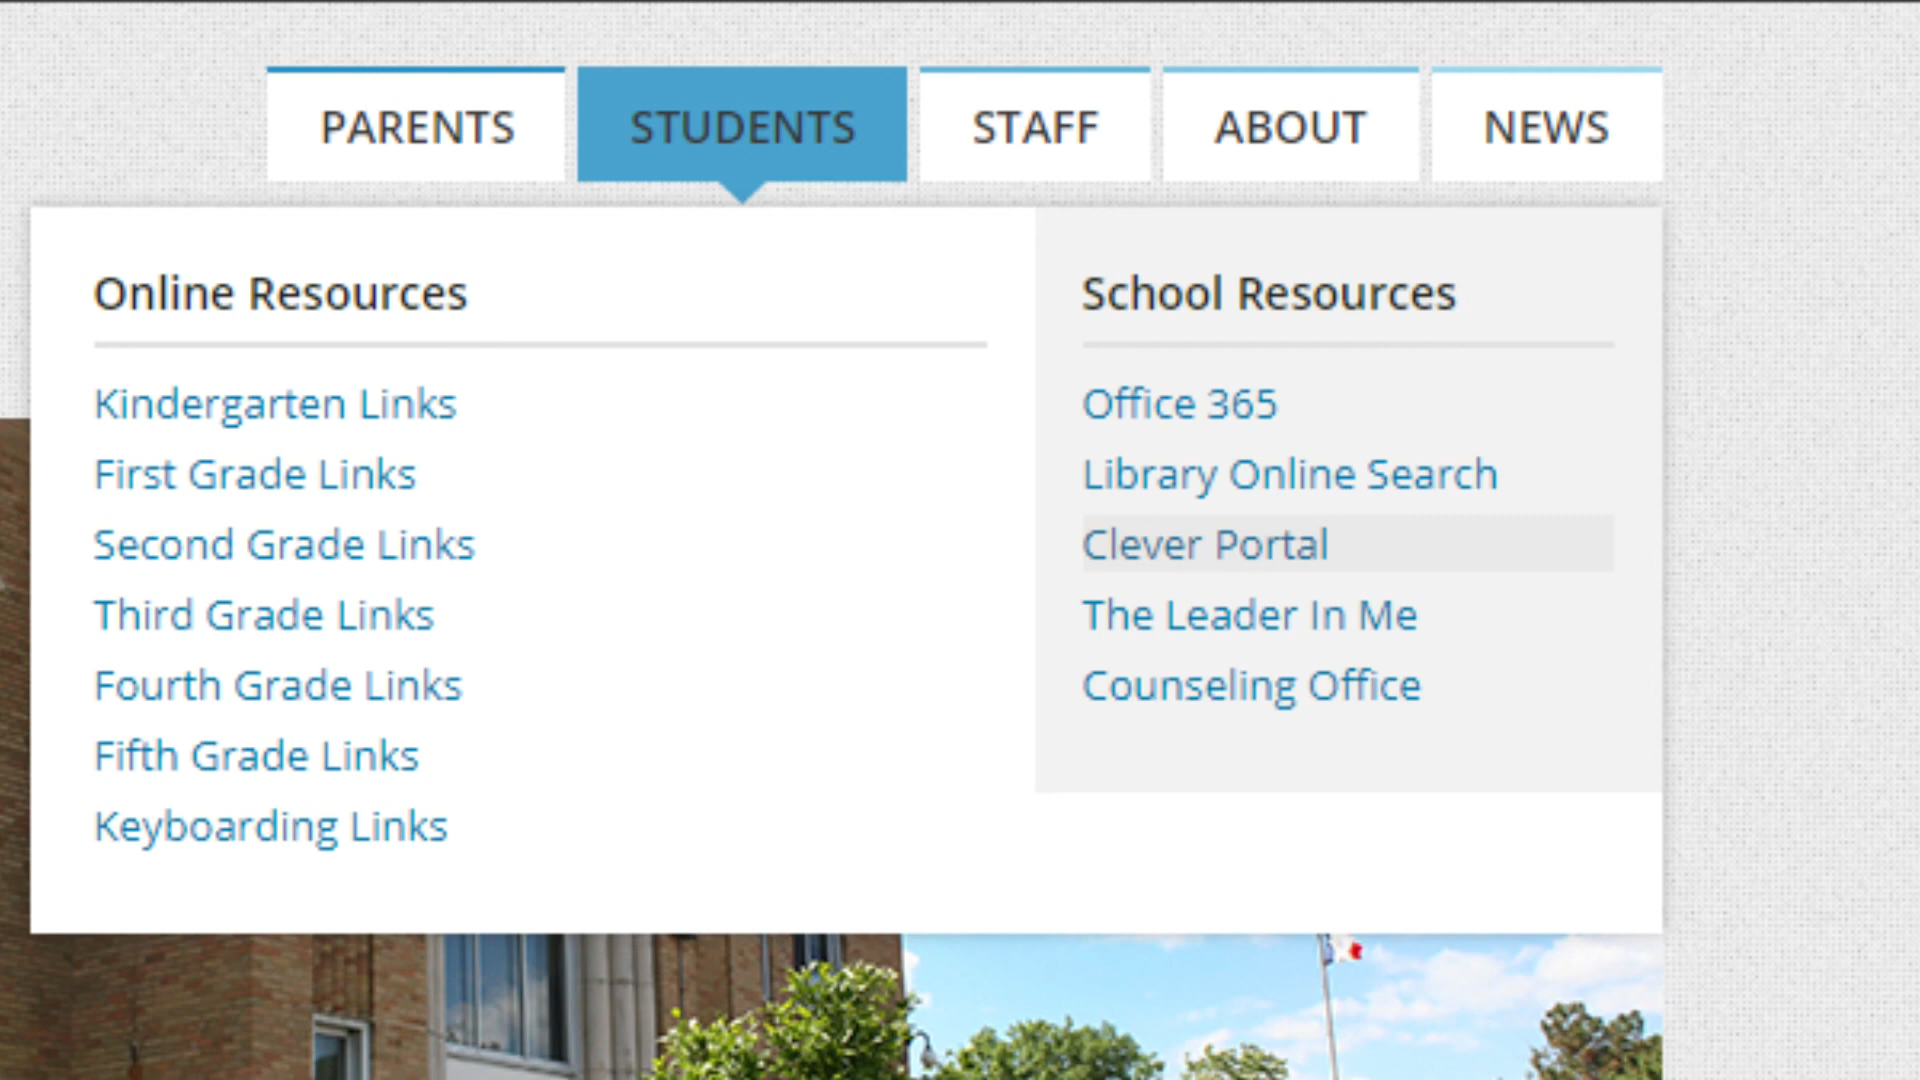 PARENTS STUDENTS STAFF ABOUT NEWS
Online Resources
Kindergarten Links
First Grade Links
Second Grade Links
Third Grade Links
Fourth Grade Links
Fifth Grade Links
Keyboarding Links
School Resources
Office 365
Library Online Search
Clever Portal
The Leader In Me
Counseling Office